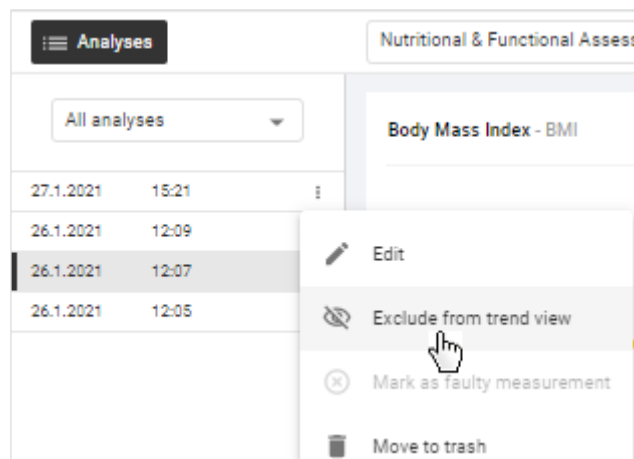 Analyses
Nutritional & Functional Assess
All analyses
Body Mass Index - BMI
27.1.2021 15:21
26.1.2021 12:09
26.1.2021 12:07
26.1.2021 12:05
Edit
Exclude from trend view
Mark as faulty measurement
Move to trash